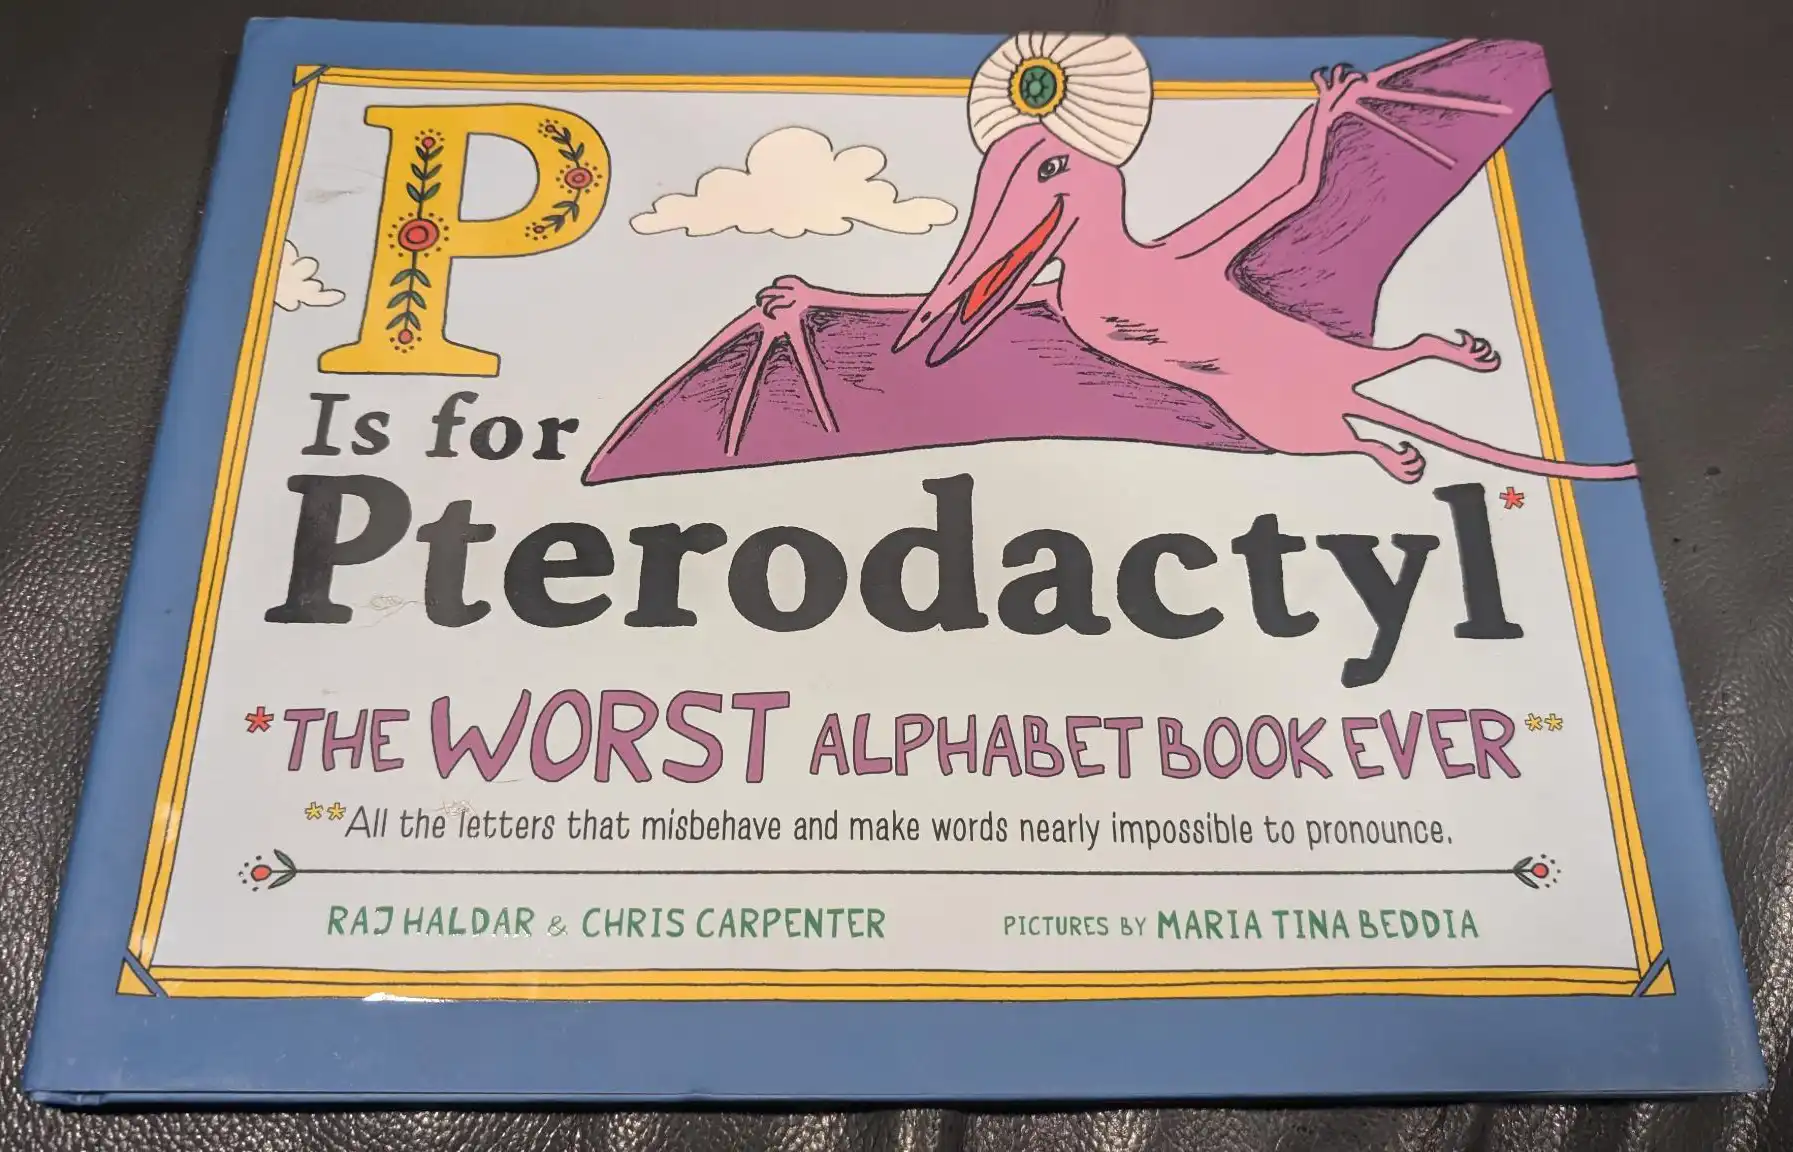 P
Is for
Pterodactyl*
*THE WORST ALPHABET BOOK EVER**
**All the letters that misbehave and make words nearly impossible to pronounce.
RAJ HALDAR & CHRIS CARPENTER
PICTURES BY MARIA TINA BEDDIA